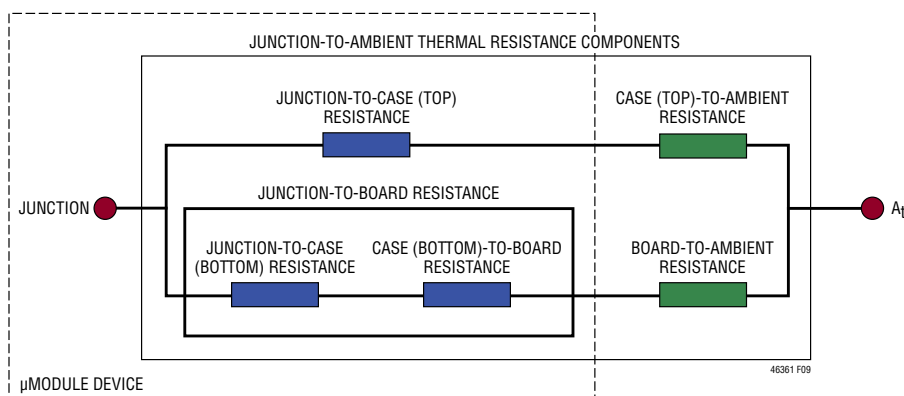 JUNCTION-TO-AMBIENT THERMAL RESISTANCE COMPONENTS
JUNCTION-TO-CASE (TOP)
RESISTANCE
CASE (TOP)-TO-AMBIENT
RESISTANCE
JUNCTION-TO-BOARD RESISTANCE
JUNCTION
At
JUNCTION-TO-CASE
(BOTTOM) RESISTANCE
CASE (BOTTOM)-TO-BOARD
RESISTANCE
BOARD-TO-AMBIENT
RESISTANCE
46361 F09
µMODULE DEVICE